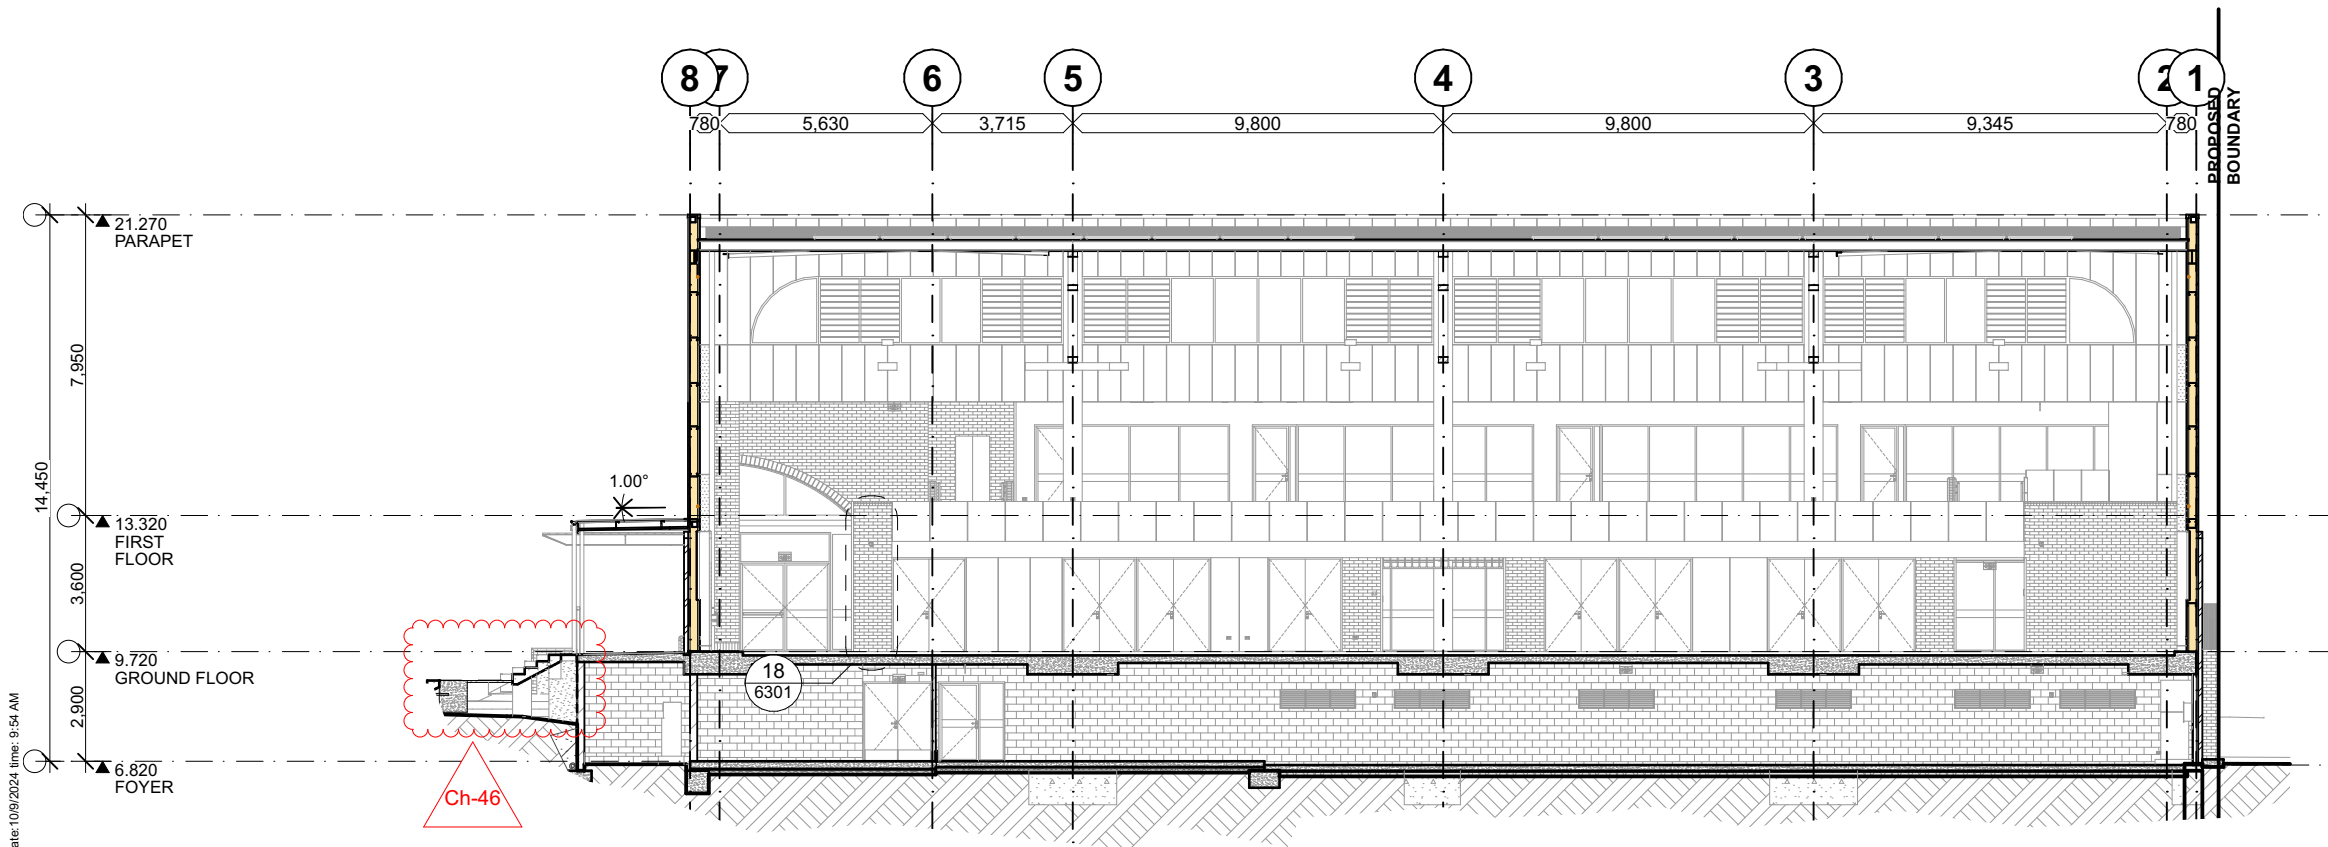 8 7 6 5 4 3 2 1
780 5,630 3,715 9,800 9,800 9,345 780
PROPOSED
BOUNDARY
21.270
PARAPET
7,950
14,450
1.00°
13.320
FIRST
FLOOR
3,600
9.720
GROUND FLOOR
18
6301
2,900
6.820
FOYER
Ch-46
ate:10/9/2024 time: 9:54 AM